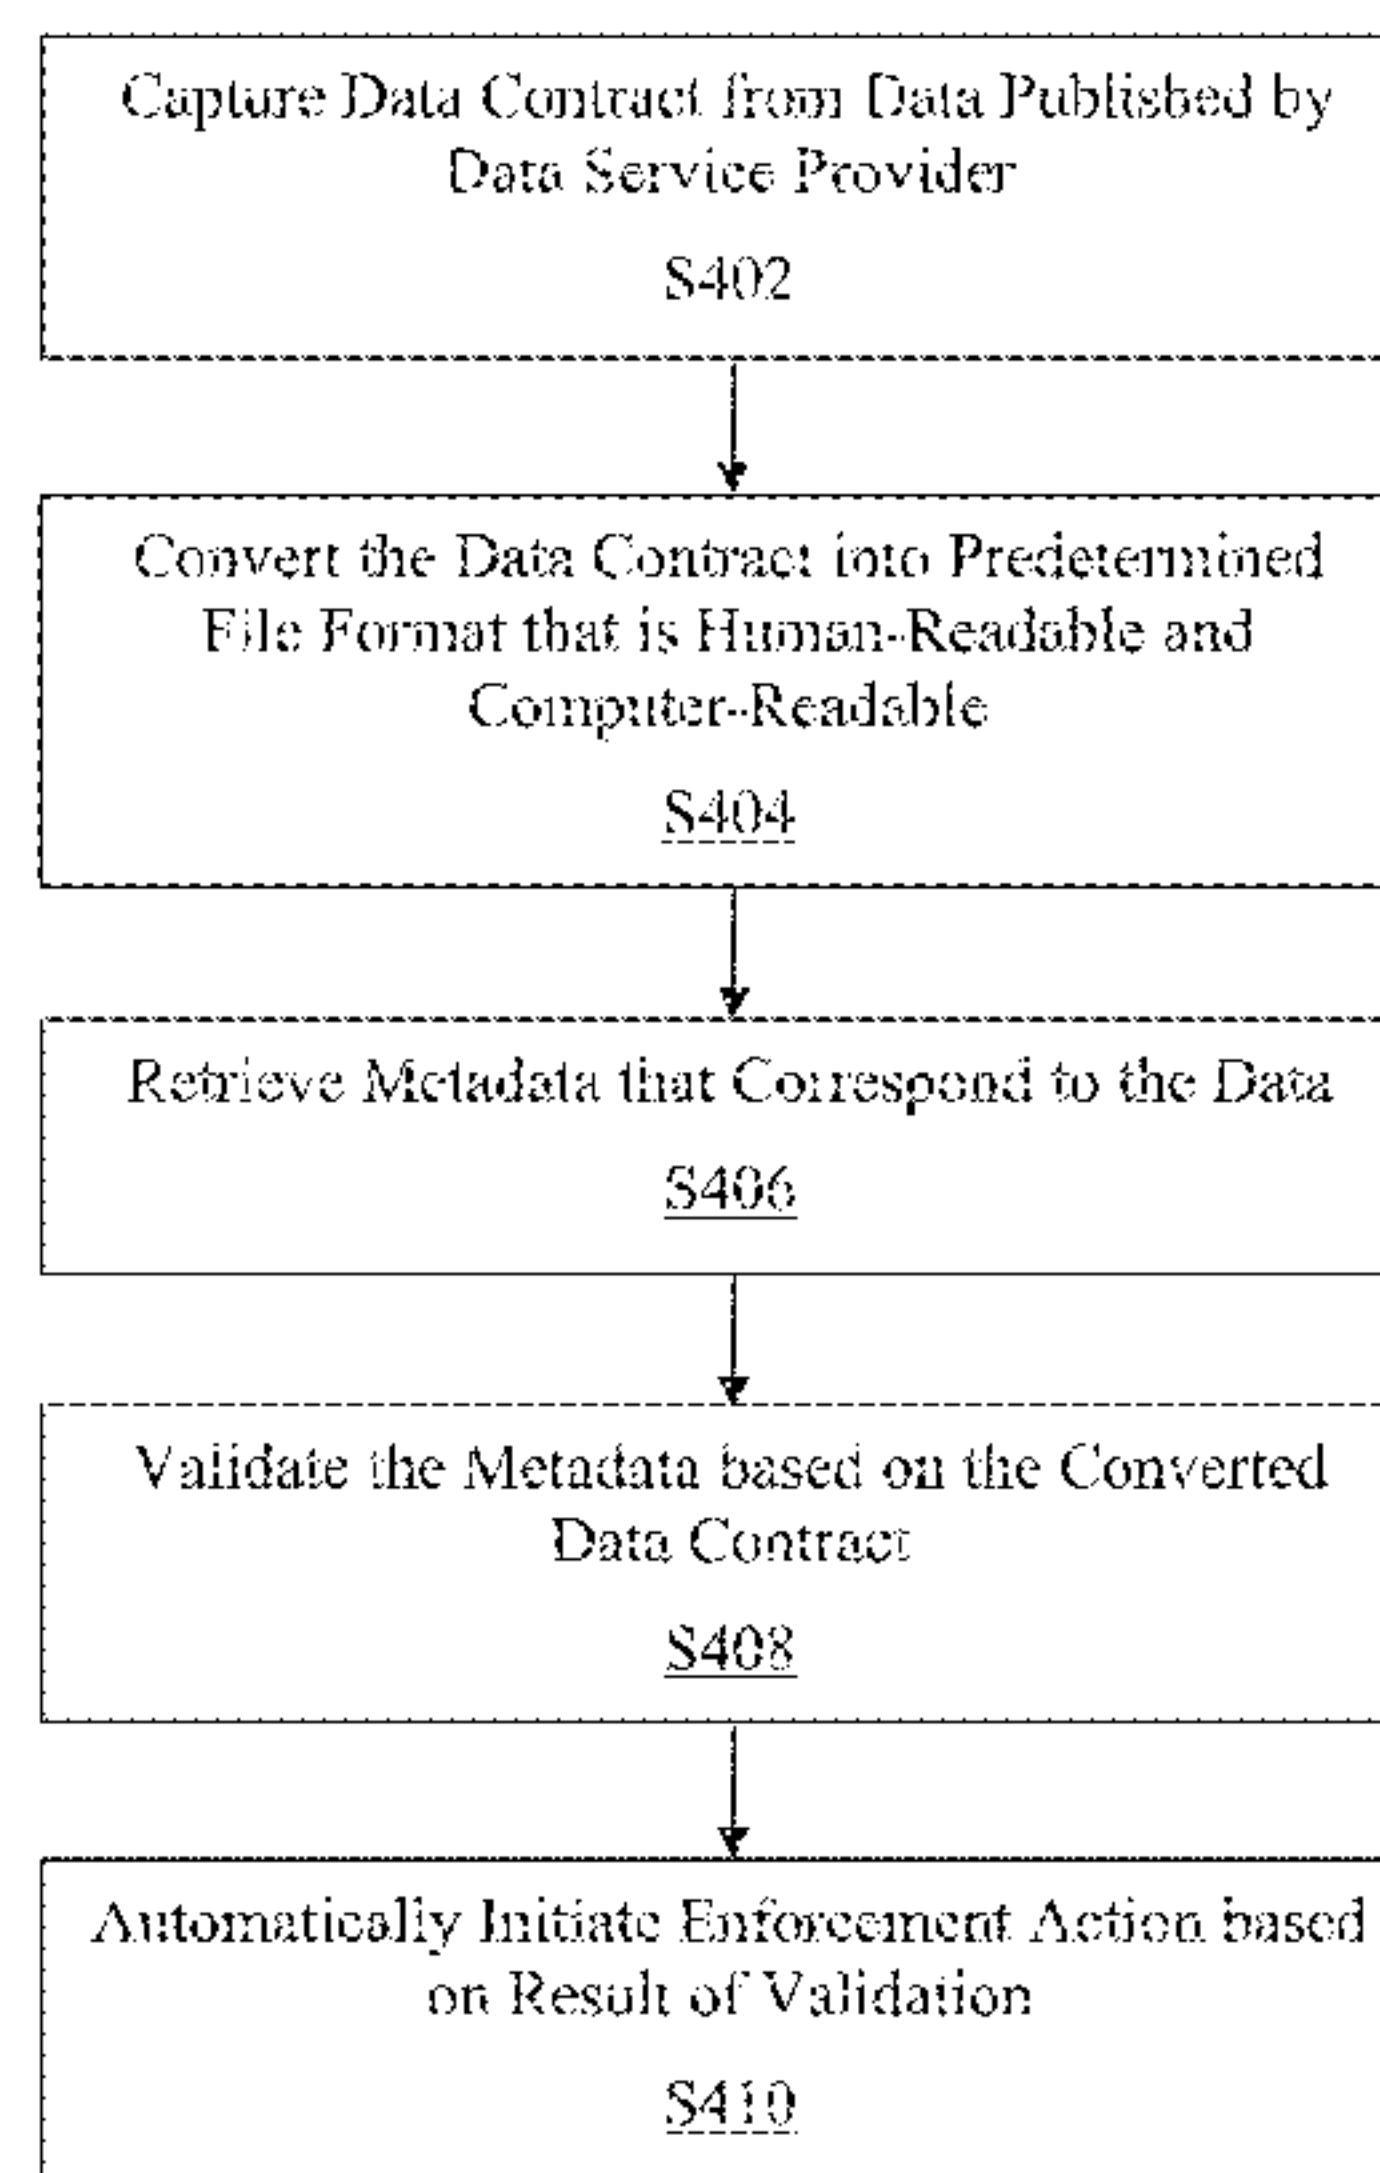 Capture Data Contract from Data Published by
Data Service Provider
S402
Convert the Data Contract into Predetermined
File Format that is Human-Readable and
Computer-Readable
S404
Retrieve Metadata that Correspond to the Data
S406
Validate the Metadata based on the Converted
Data Contract
S408
Automatically Initiate Enforcement Action based
on Result of Validation
S410